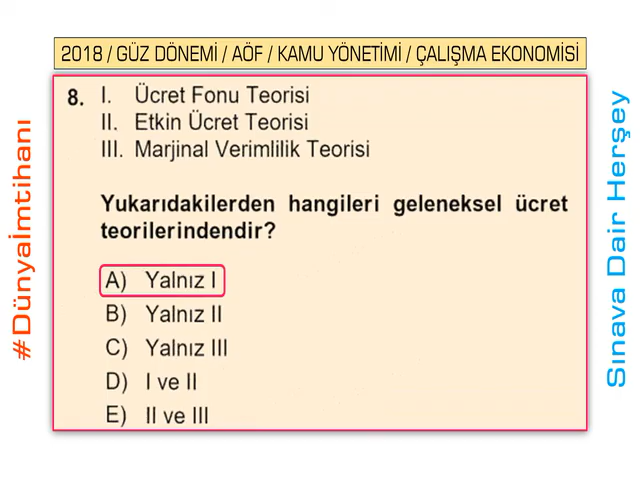 2018 / GÜZ DÖNEMİ / AÖF / KAMU YÖNETİMİ / ÇALIŞMA EKONOMİSİ
8. I. Ücret Fonu Teorisi
II. Etkin Ücret Teorisi
III. Marjinal Verimlilik Teorisi
Yukarıdakilerden hangileri geleneksel ücret
teorilerindendir?
A) Yalnız I
B) Yalnız II
C) Yalnız III
D) I ve II
E) II ve III
#Dünyaİmtihanı
Sınava Dair Herşey